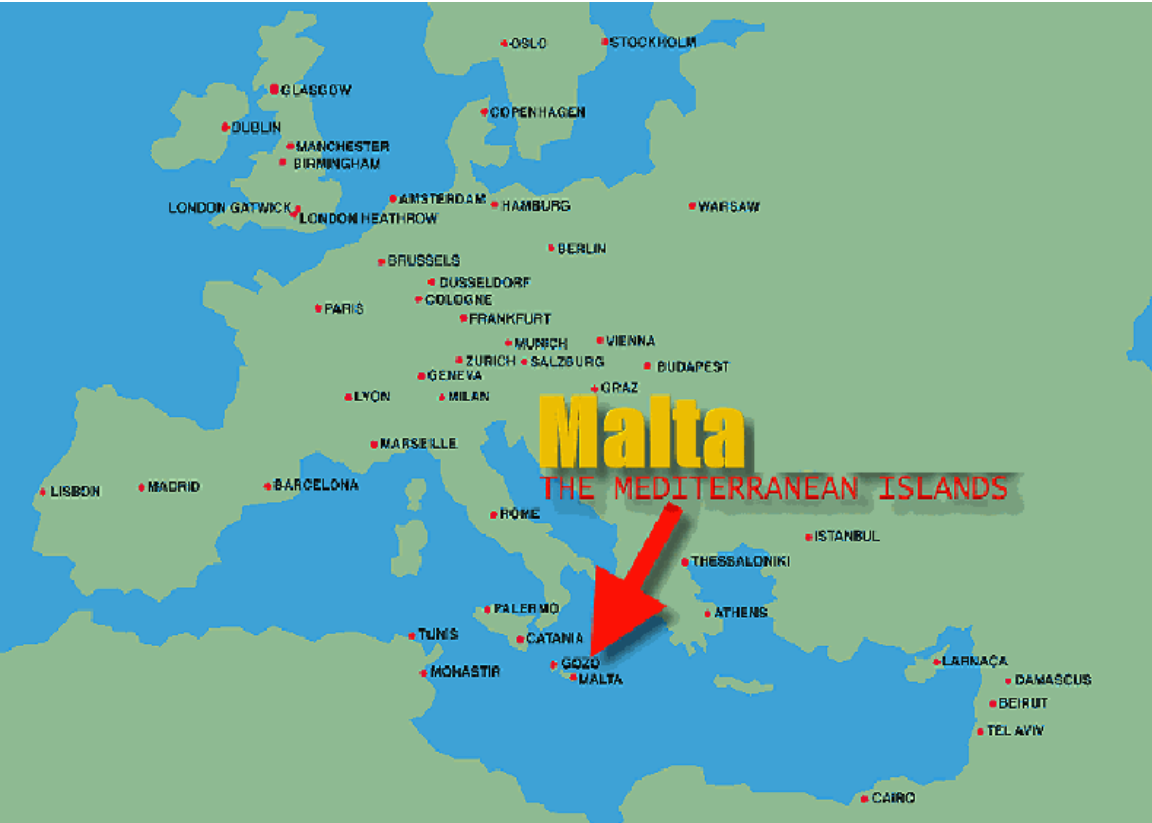 OSLO
STOCKHOLM
GLASGOW
COPENHAGEN
DUBLIN
MANCHESTER
BIRMINGHAM
AMSTERDAM
HAMBURG
WARSAW
LONDON GATWICK
LONDON HEATHROW
BERLIN
BRUSSELS
DUSSELDORF
COLOGNE
PARIS
FRANKFURT
MUNICH
VIENNA
ZURICH
SALZBURG
BUDAPEST
GENEVA
GRAZ
LYON
MILAN
Malta
MARSEILLE
THE MEDITERRANEAN ISLANDS
LISBON
MADRID
BARCELONA
ROME
ISTANBUL
THESSALONIKI
PALERMO
ATHENS
TUNIS
CATANIA
GOZO
LARNACA
MONASTIR
MALTA
DAMASCUS
BEIRUT
TEL AVIV
CAIRO